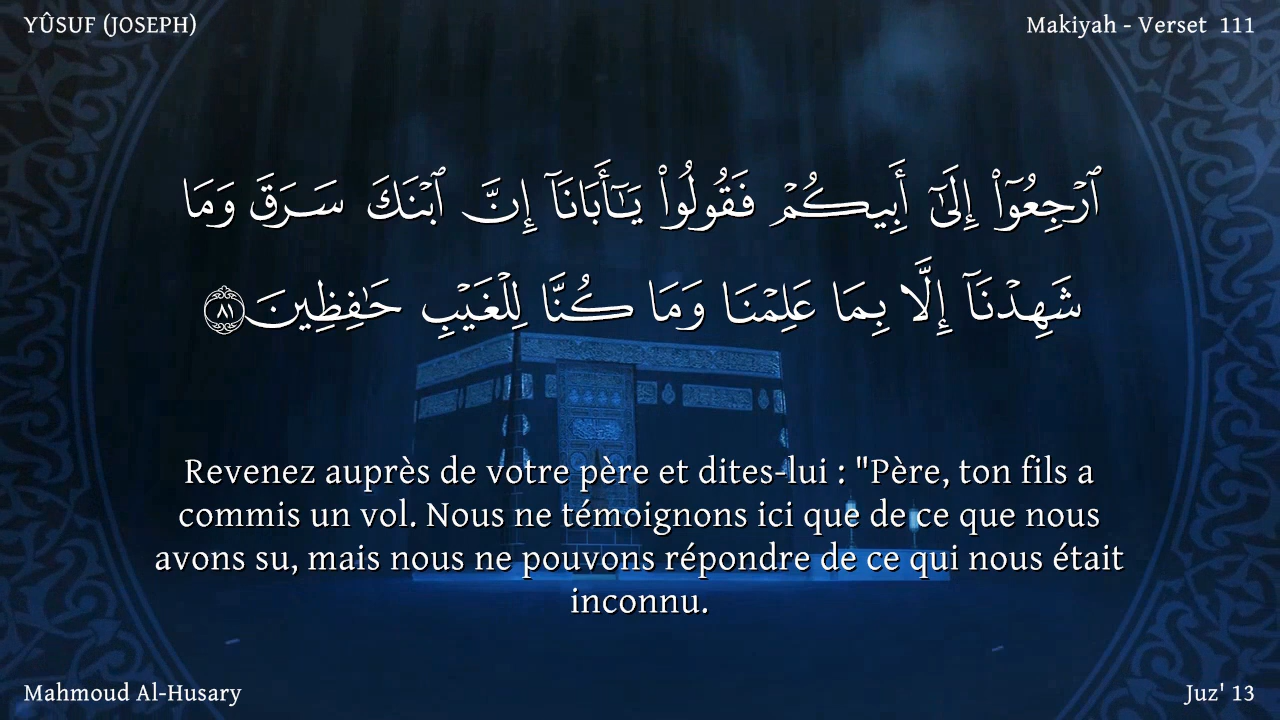 YÛSUF (JOSEPH)
Makiyah - Verset 111
ٱرْجِعُوٓا۟ إِلَىٰٓ أَبِيكُمْ فَقُولُوا۟ يَـٰٓأَبَانَآ إِنَّ ٱبْنَكَ سَرَقَ وَمَا
شَهِدْنَآ إِلَّا بِمَا عَلِمْنَا وَمَا كُنَّا لِلْغَيْبِ حَـٰفِظِينَ ٨١
Revenez auprès de votre père et dites-lui : "Père, ton fils a
commis un vol. Nous ne témoignons ici que de ce que nous
avons su, mais nous ne pouvons répondre de ce qui nous était
inconnu.
Mahmoud Al-Husary
Juz' 13